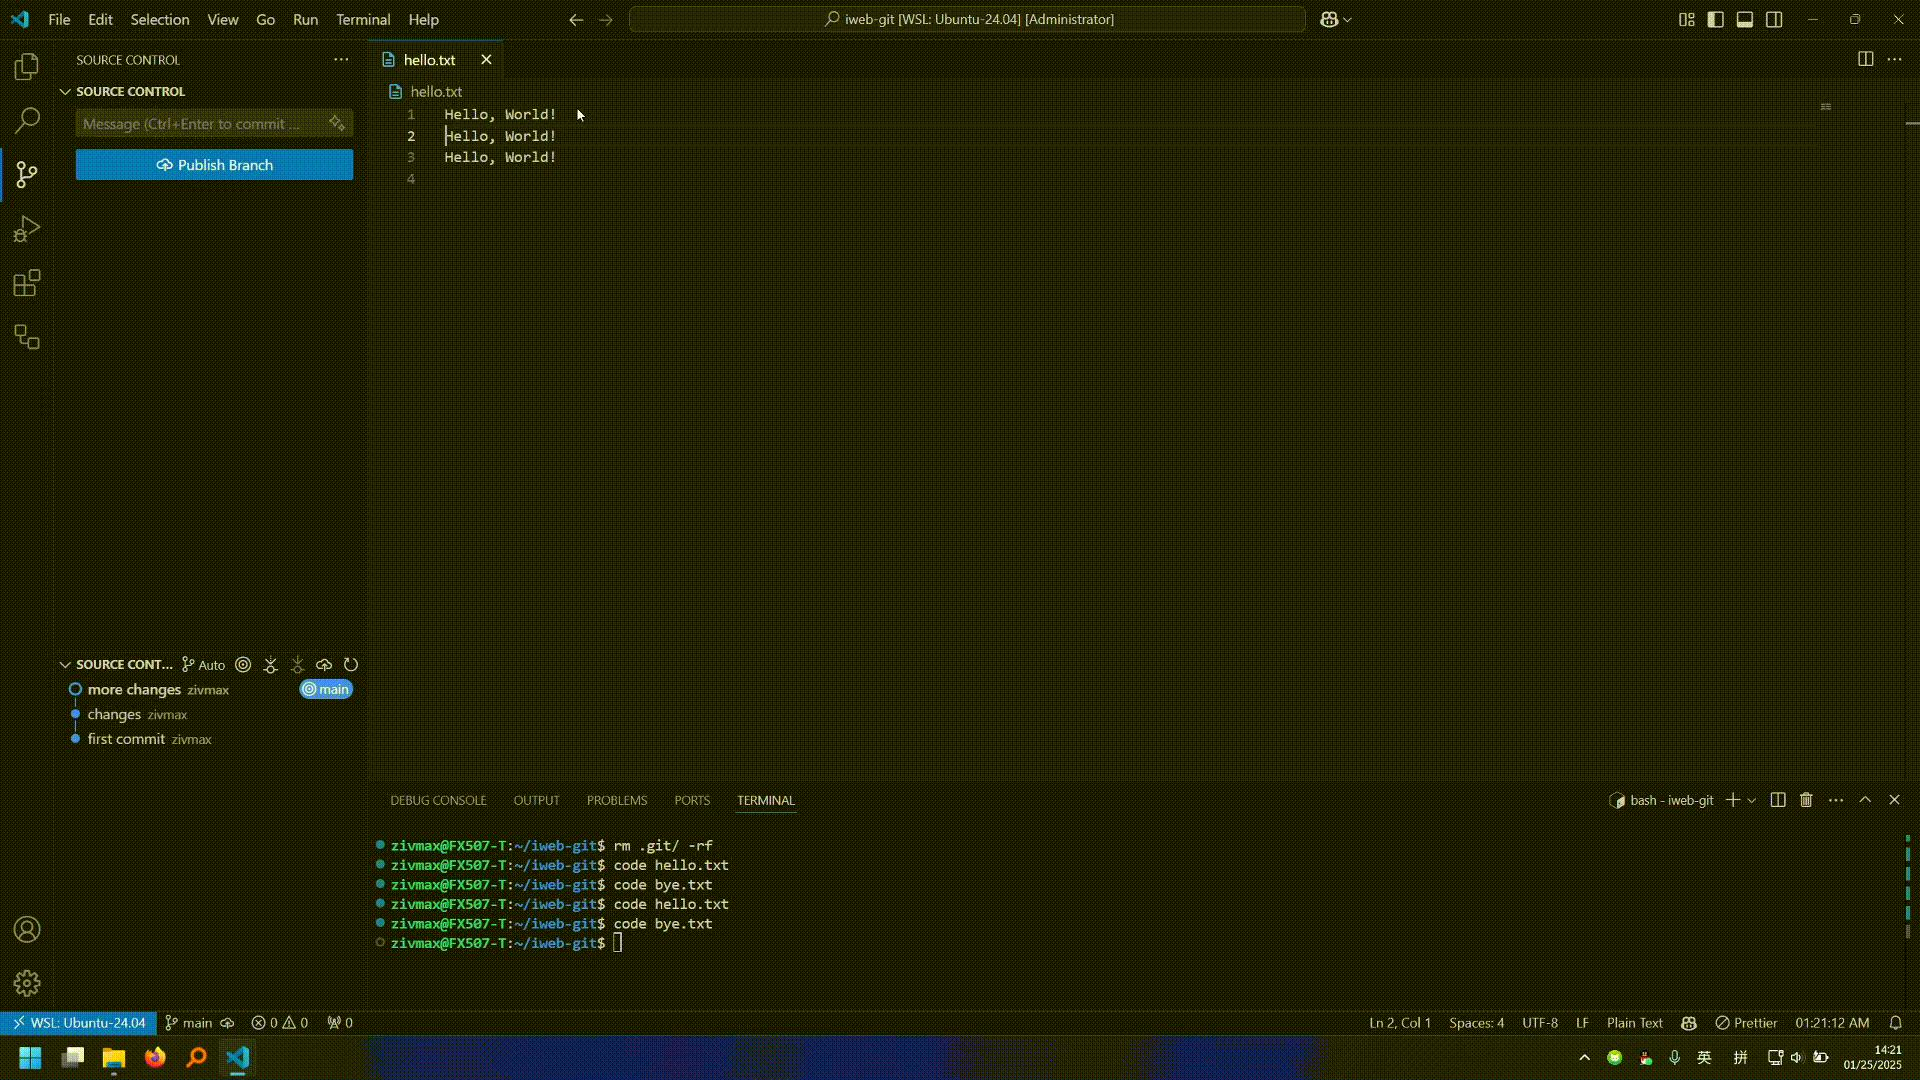 File Edit Selection View Go Run Terminal Help
iweb-git [WSL: Ubuntu-24.04] [Administrator]
SOURCE CONTROL
hello.txt
SOURCE CONTROL
hello.txt
Message (Ctrl+Enter to commit ...
Publish Branch
1 Hello, World!
2 Hello, World!
3 Hello, World!
4
SOURCE CONT... Auto
more changes zivmax main
changes zivmax
first commit zivmax
DEBUG CONSOLE OUTPUT PROBLEMS PORTS TERMINAL
bash - iweb-git
zivmax@FX507-T:~/iweb-git$ rm .git/ -rf
zivmax@FX507-T:~/iweb-git$ code hello.txt
zivmax@FX507-T:~/iweb-git$ code bye.txt
zivmax@FX507-T:~/iweb-git$ code hello.txt
zivmax@FX507-T:~/iweb-git$ code bye.txt
zivmax@FX507-T:~/iweb-git$
WSL: Ubuntu-24.04 main 0 0 0
Ln 2, Col 1 Spaces: 4 UTF-8 LF Plain Text Prettier 01:21:12 AM
英 拼
14:21
01/25/2025